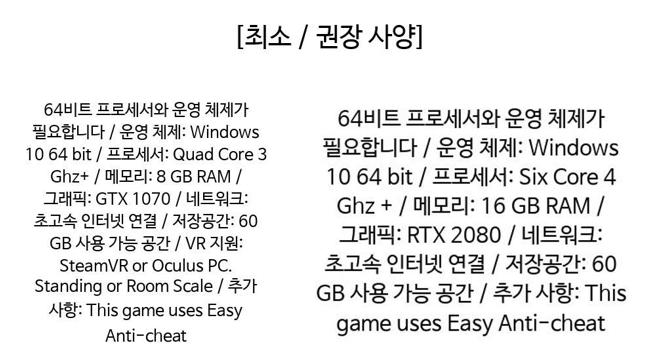 [최소 / 권장 사양]
64비트 프로세서와 운영 체제가
필요합니다 / 운영 체제: Windows
10 64 bit / 프로세서: Quad Core 3
Ghz+ / 메모리: 8 GB RAM /
그래픽: GTX 1070 / 네트워크:
초고속 인터넷 연결 / 저장공간: 60
GB 사용 가능 공간 / VR 지원:
SteamVR or Oculus PC.
Standing or Room Scale / 추가
사항: This game uses Easy
Anti-cheat
64비트 프로세서와 운영 체제가
필요합니다 / 운영 체제: Windows
10 64 bit / 프로세서: Six Core 4
Ghz + / 메모리: 16 GB RAM /
그래픽: RTX 2080 / 네트워크:
초고속 인터넷 연결 / 저장공간: 60
GB 사용 가능 공간 / 추가 사항: This
game uses Easy Anti-cheat